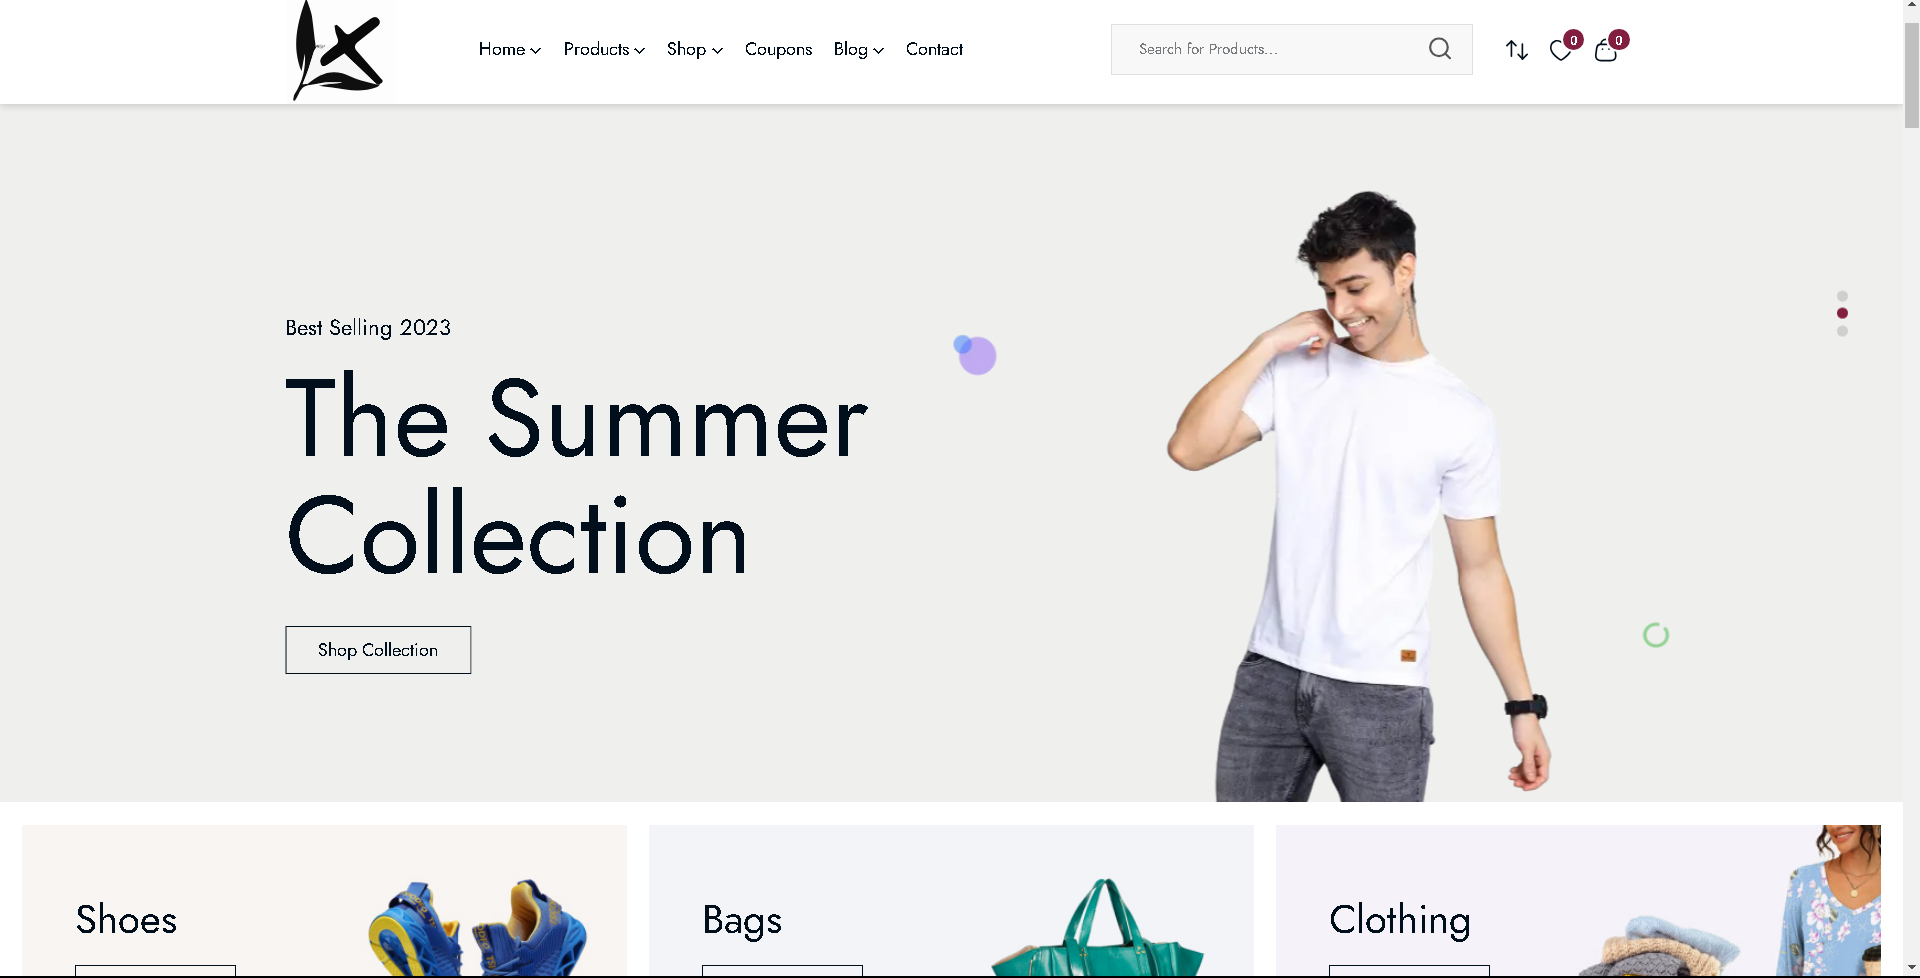 Home Products Shop Coupons Blog Contact
Search for Products...
0
0
Best Selling 2023
The Summer
Collection
Shop Collection
Shoes
Bags
Clothing